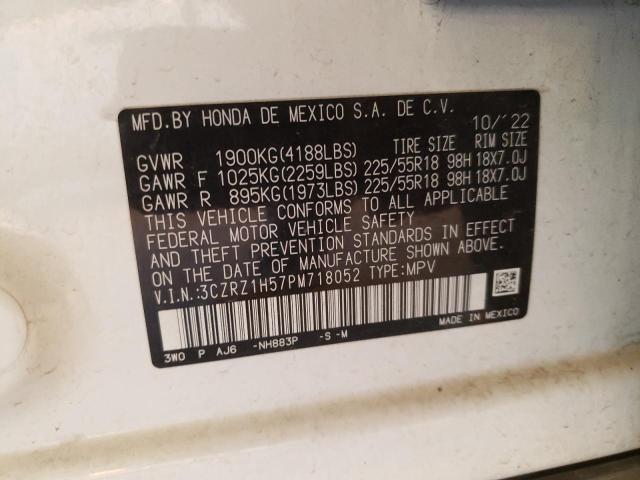 MFD.BY HONDA DE MEXICO S.A. DE C.V.
10/'22
TIRE SIZE RIM SIZE
GVWR 1900KG(4188LBS)
GAWR F 1025KG(2259LBS) 225/55R18 98H 18X7.0J
GAWR R 895KG(1973LBS) 225/55R18 98H 18X7.0J
THIS VEHICLE CONFORMS TO ALL APPLICABLE
FEDERAL MOTOR VEHICLE SAFETY
AND THEFT PREVENTION STANDARDS IN EFFECT
ON THE DATE OF MANUFACTURE SHOWN ABOVE.
V.I.N.:3CZRZ1H57PM718052 TYPE:MPV
3W0 P AJ6 -NH883P -S -M
MADE IN MEXICO